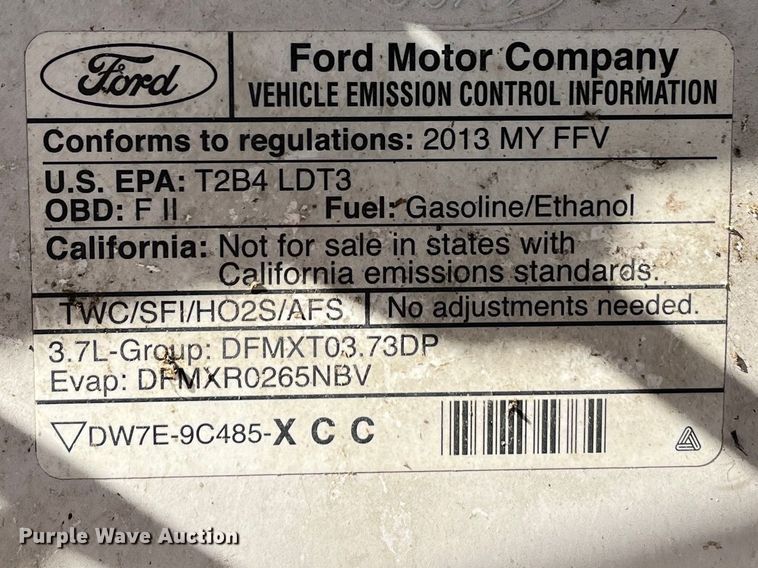 Ford
Ford Motor Company
VEHICLE EMISSION CONTROL INFORMATION
Conforms to regulations: 2013 MY FFV
U.S. EPA: T2B4 LDT3
OBD: F II Fuel: Gasoline/Ethanol
California: Not for sale in states with
California emissions standards.
TWC/SFI/HO2S/AFS No adjustments needed.
3.7L-Group: DFMXT03.73DP
Evap: DFMXR0265NBV
DW7E-9C485-X C C
Purple Wave Auction